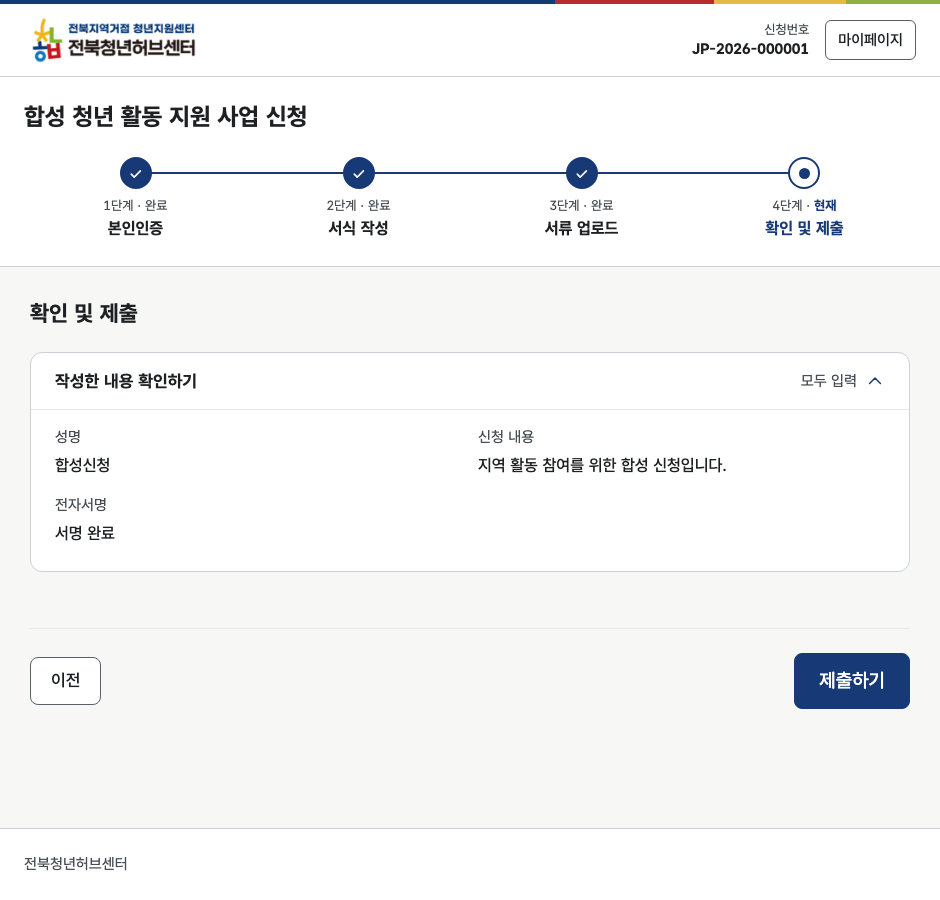 전북지역거점 청년지원센터
전북청년허브센터
신청번호
JP-2026-000001
마이페이지
합성 청년 활동 지원 사업 신청
1단계 · 완료
본인인증
2단계 · 완료
서식 작성
3단계 · 완료
서류 업로드
4단계 · 현재
확인 및 제출
확인 및 제출
작성한 내용 확인하기
모두 입력
성명
합성신청
신청 내용
지역 활동 참여를 위한 합성 신청입니다.
전자서명
서명 완료
이전
제출하기
전북청년허브센터